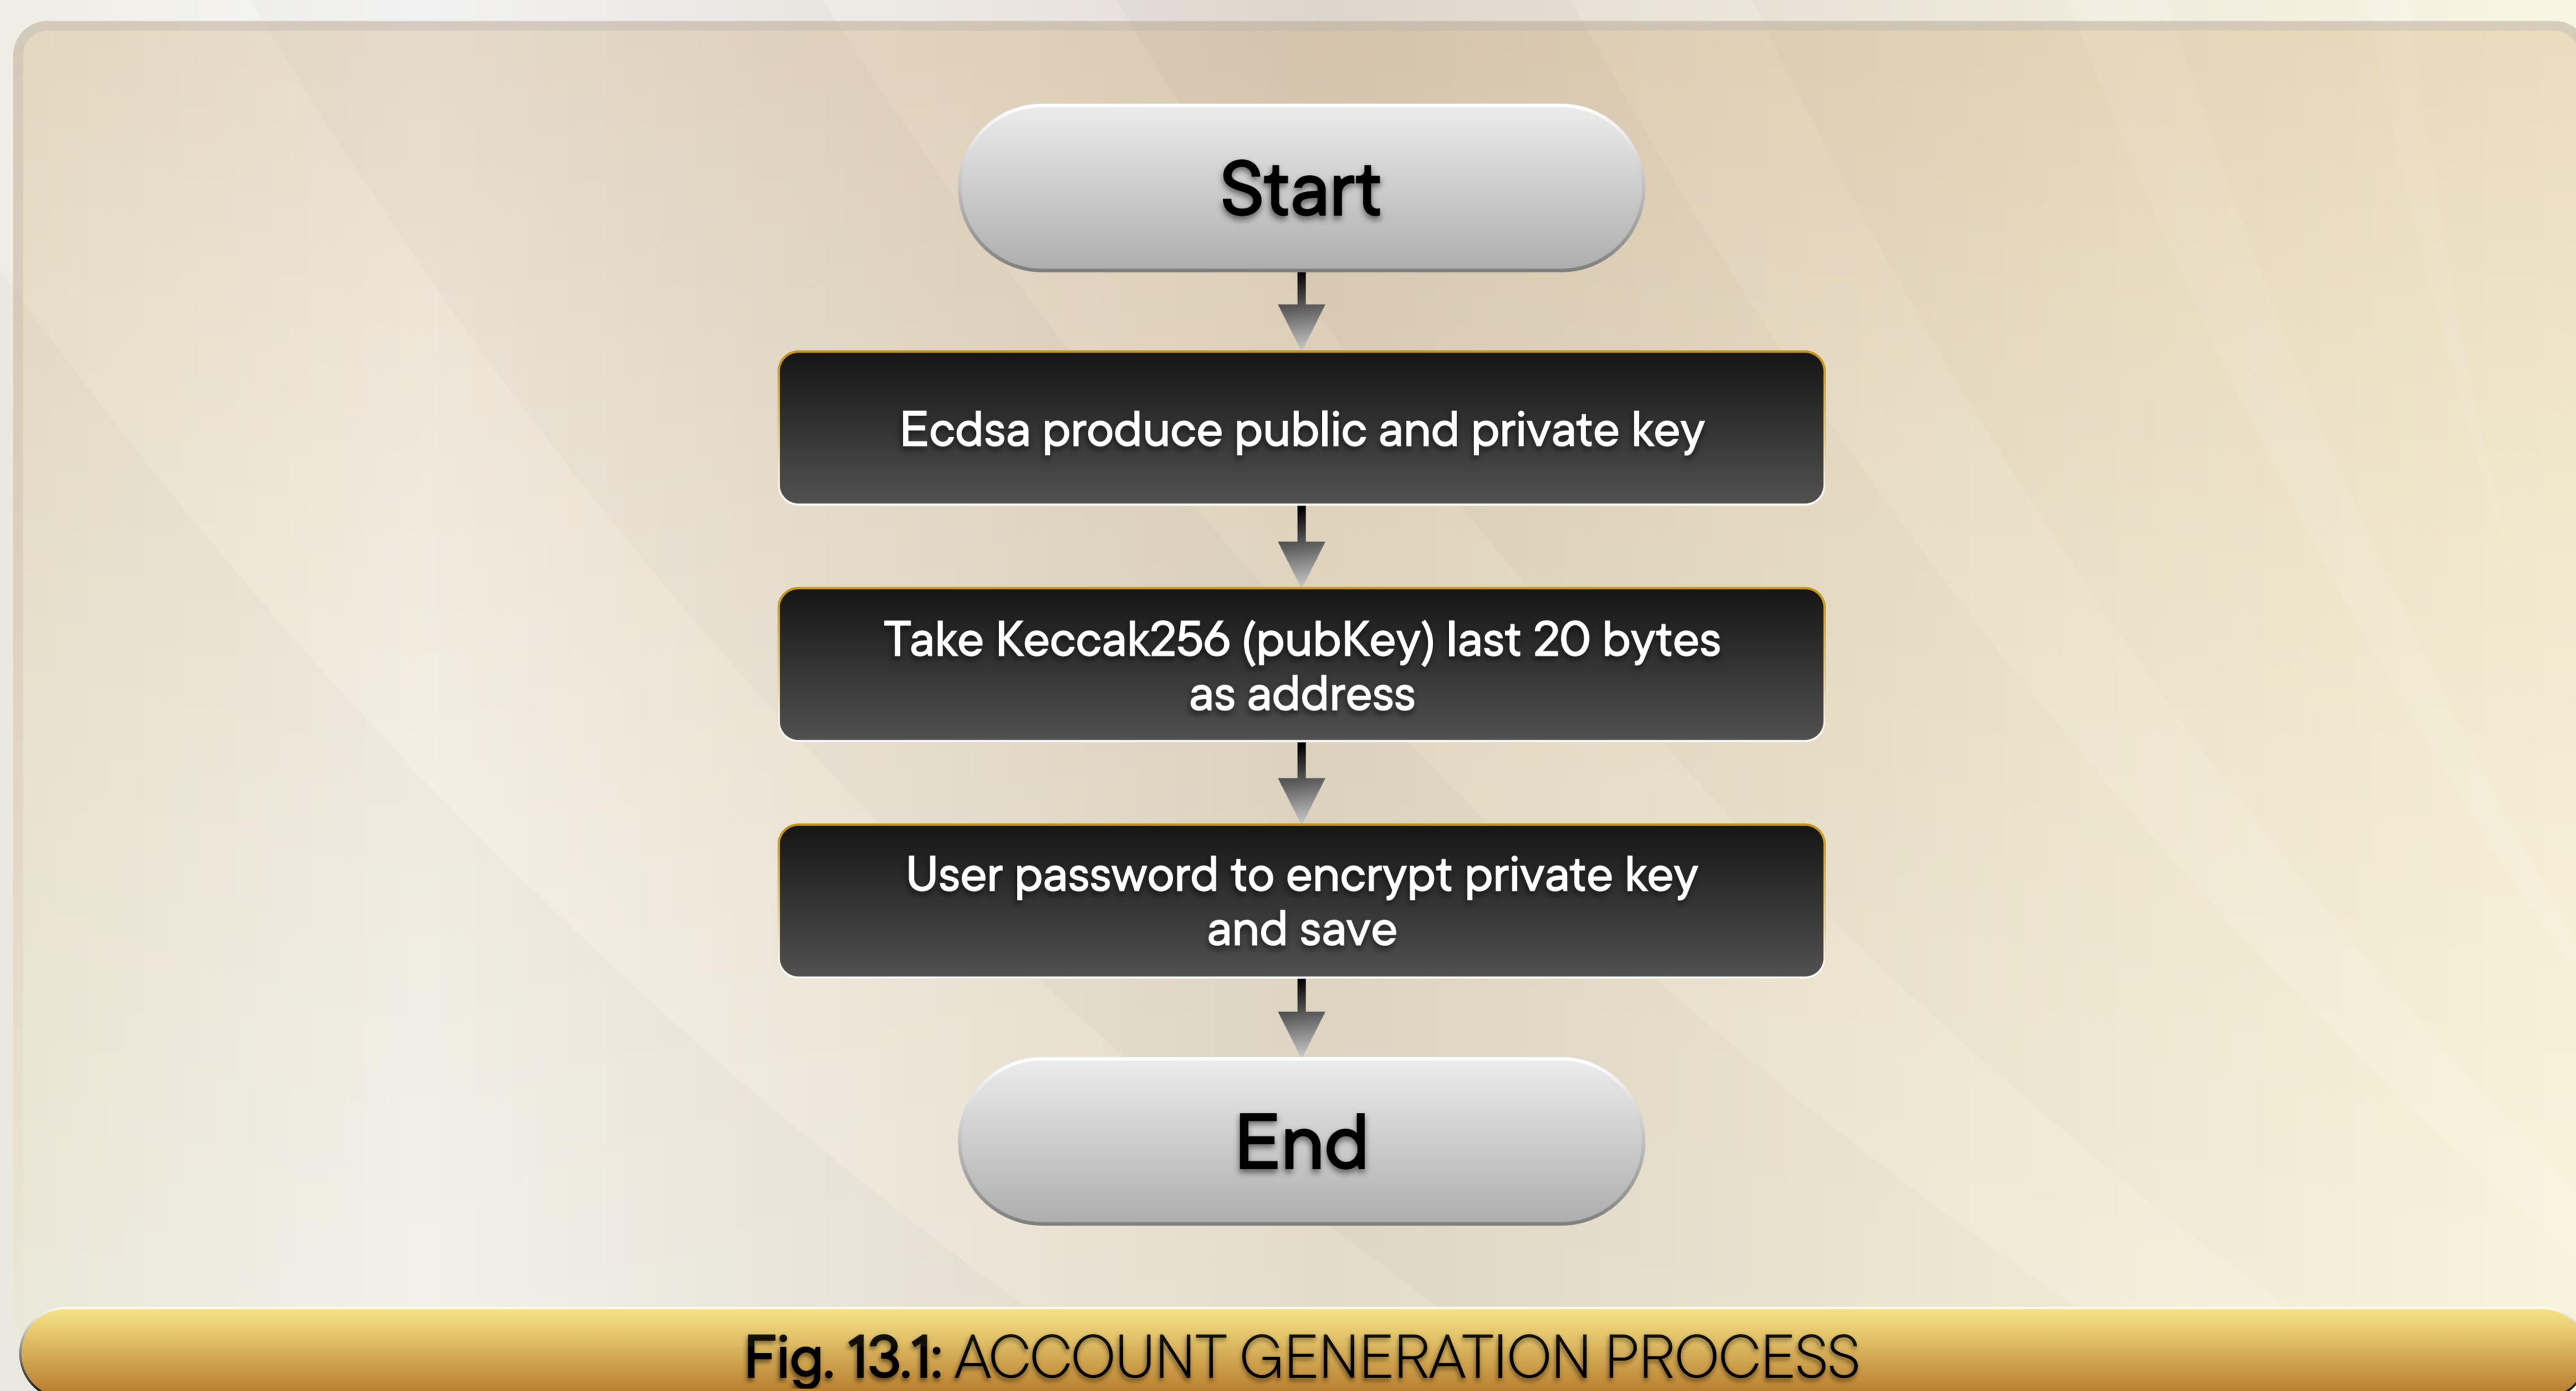 Start
Ecdsa produce public and private key
Take Keccak256 (pubKey) last 20 bytes
as address
User password to encrypt private key
and save
End
Fig. 13.1: ACCOUNT GENERATION PROCESS